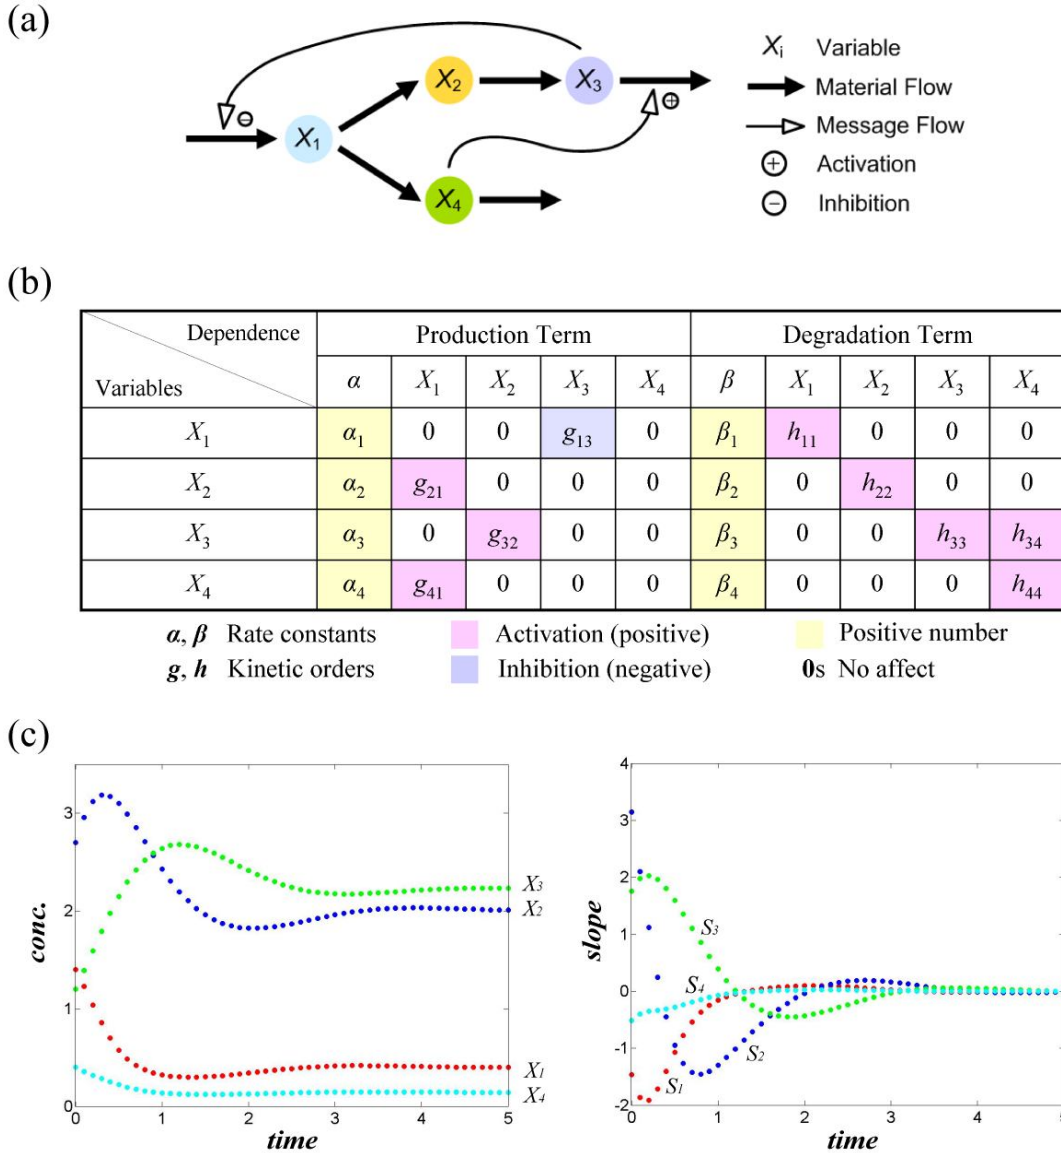 (a)
X₁
X₂
X₃
X₄
⊖
⊕
Xᵢ Variable
Material Flow
Message Flow
⊕ Activation
⊖ Inhibition
(b)
Dependence
Variables
Production Term Degradation Term
α X₁ X₂ X₃ X₄ β X₁ X₂ X₃ X₄
X₁ α₁ 0 0 g₁₃ 0 β₁ h₁₁ 0 0 0
X₂ α₂ g₂₁ 0 0 0 β₂ 0 h₂₂ 0 0
X₃ α₃ 0 g₃₂ 0 0 β₃ 0 0 h₃₃ h₃₄
X₄ α₄ g₄₁ 0 0 0 β₄ 0 0 0 h₄₄
α, β Rate constants Activation (positive) Positive number
g, h Kinetic orders Inhibition (negative) 0s No affect
(c)
conc.
3
2
1
0
0 1 2 3 4 5
time
X₃
X₂
X₁
X₄
slope
4
3
2
1
0
-1
-2
0 1 2 3 4 5
time
S₃
S₄
S₂
S₁